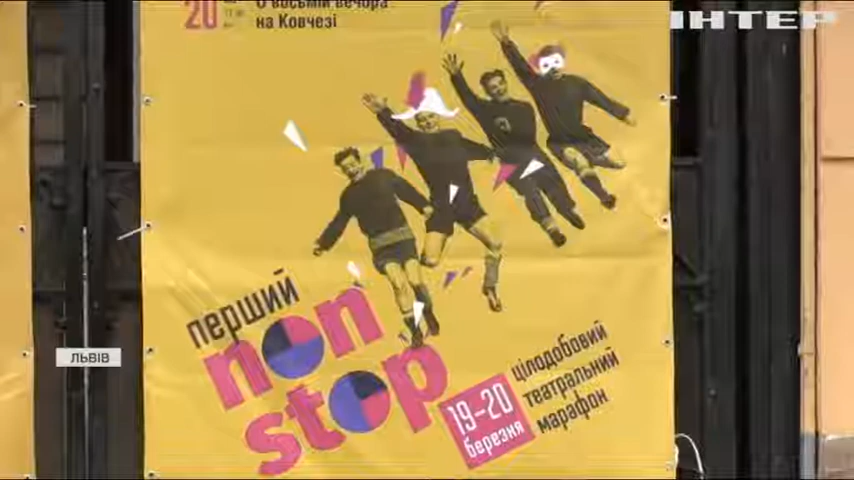 20
О восьмій вечора
на Ковчезі
ІНТЕР
перший
non
stop
19–20
березня
цілодобовий
театральний
марафон
ЛЬВІВ